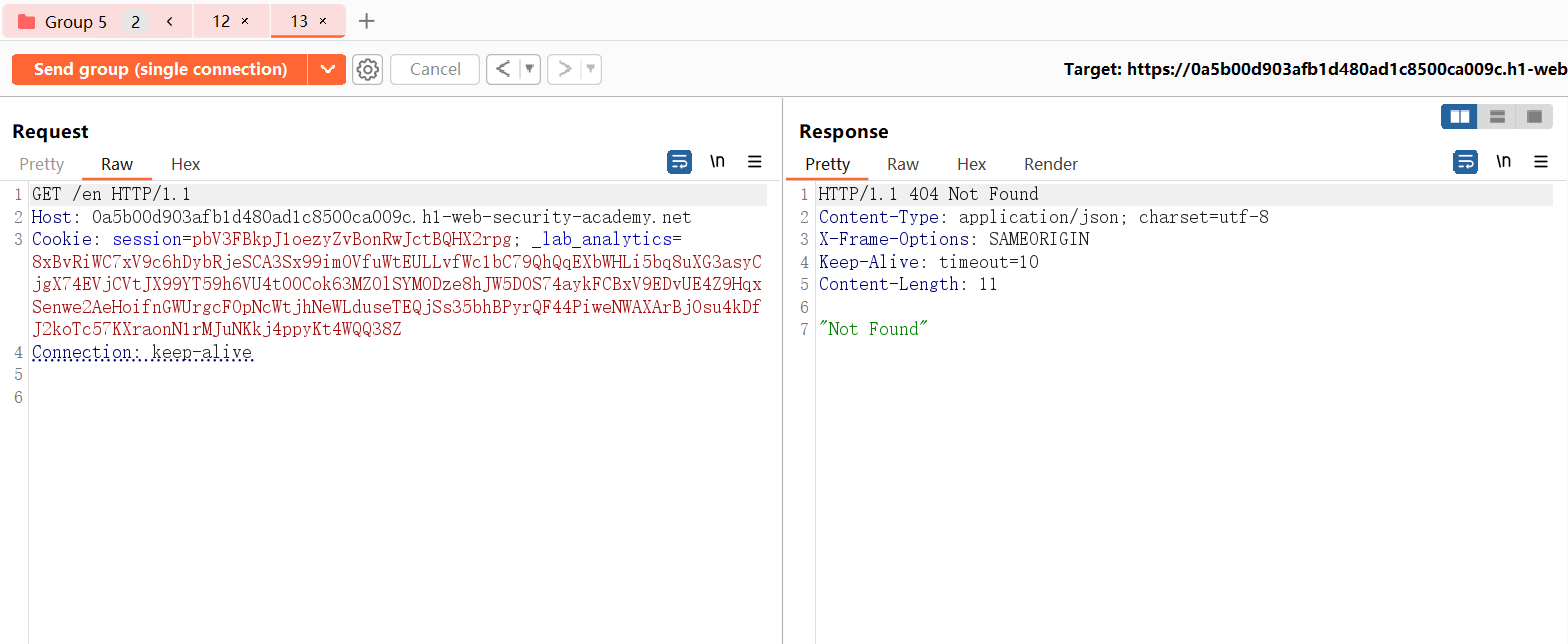 Group 5 2 < 12 × 13 × +
Send group (single connection) Cancel < > Target: https://0a5b00d903afb1d480ad1c8500ca009c.h1-web
Request
Pretty Raw Hex \n
1 GET /en HTTP/1.1
2 Host: 0a5b00d903afb1d480ad1c8500ca009c.h1-web-security-academy.net
3 Cookie: session=pbV3FBkpJ1oezyZvBonRwJctBQHX2rpg; _lab_analytics=
8xBvRiWC7xV9c6hDybRjeSCA3Sx99imOVfuWtEULLvfWc1bC79QhQqEXbWHLi5bq8uXG3asyC
jgX74EVjCVtJX99YT59h6VU4tO0Cok63MZ01SYMODze8hJW5D0S74aykFCBxV9EDvUE4Z9Hqx
Senwe2AeHoifnGWUrgcFOpNcWtjhNeWLduseTEQjSs35bhBPyrQF44PiweNWAXArBjOsu4kDf
J2koTc57KXraonN1rMJuNKkj4ppyKt4WQQ38Z
4 Connection: keep-alive
5
6
Response
Pretty Raw Hex Render \n
1 HTTP/1.1 404 Not Found
2 Content-Type: application/json; charset=utf-8
3 X-Frame-Options: SAMEORIGIN
4 Keep-Alive: timeout=10
5 Content-Length: 11
6
7 "Not Found"